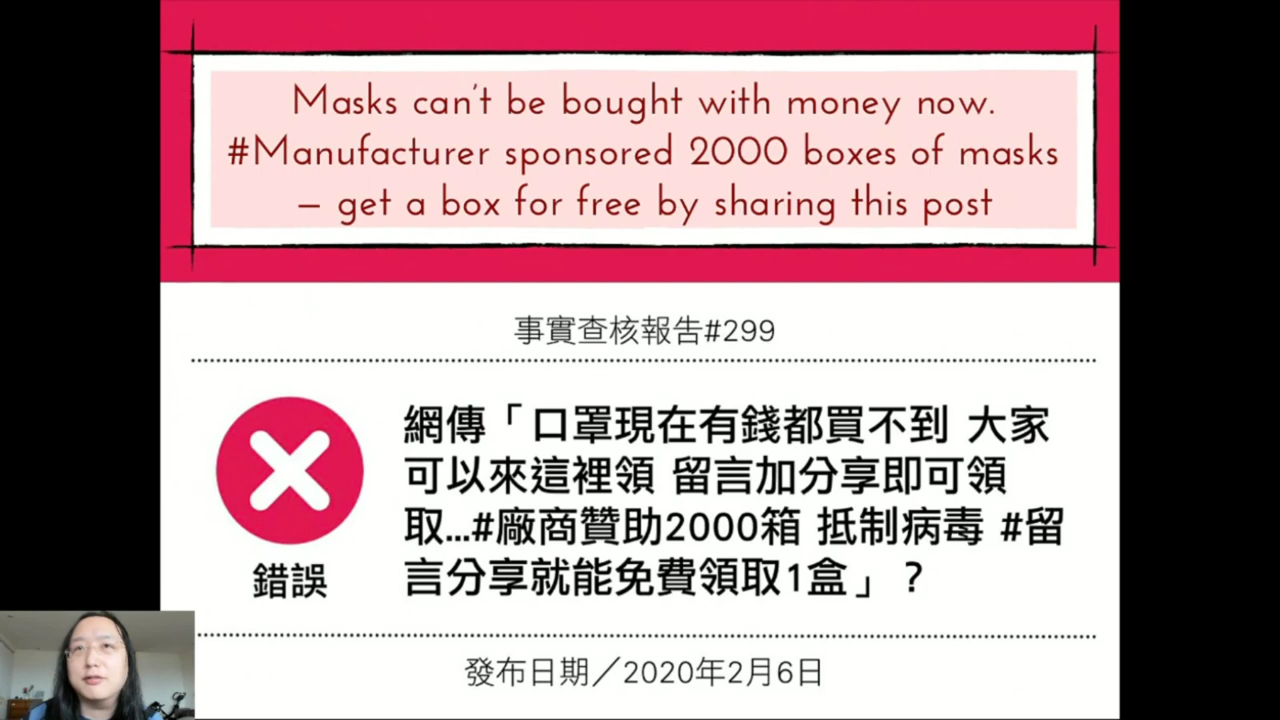 Masks can't be bought with money now.
#Manufacturer sponsored 2000 boxes of masks
– get a box for free by sharing this post
事實查核報告#299
網傳「口罩現在有錢都買不到 大家
可以來這裡領 留言加分享即可領
取...#廠商贊助2000箱 抵制病毒 #留
言分享就能免費領取1盒」？
錯誤
發布日期／2020年2月6日